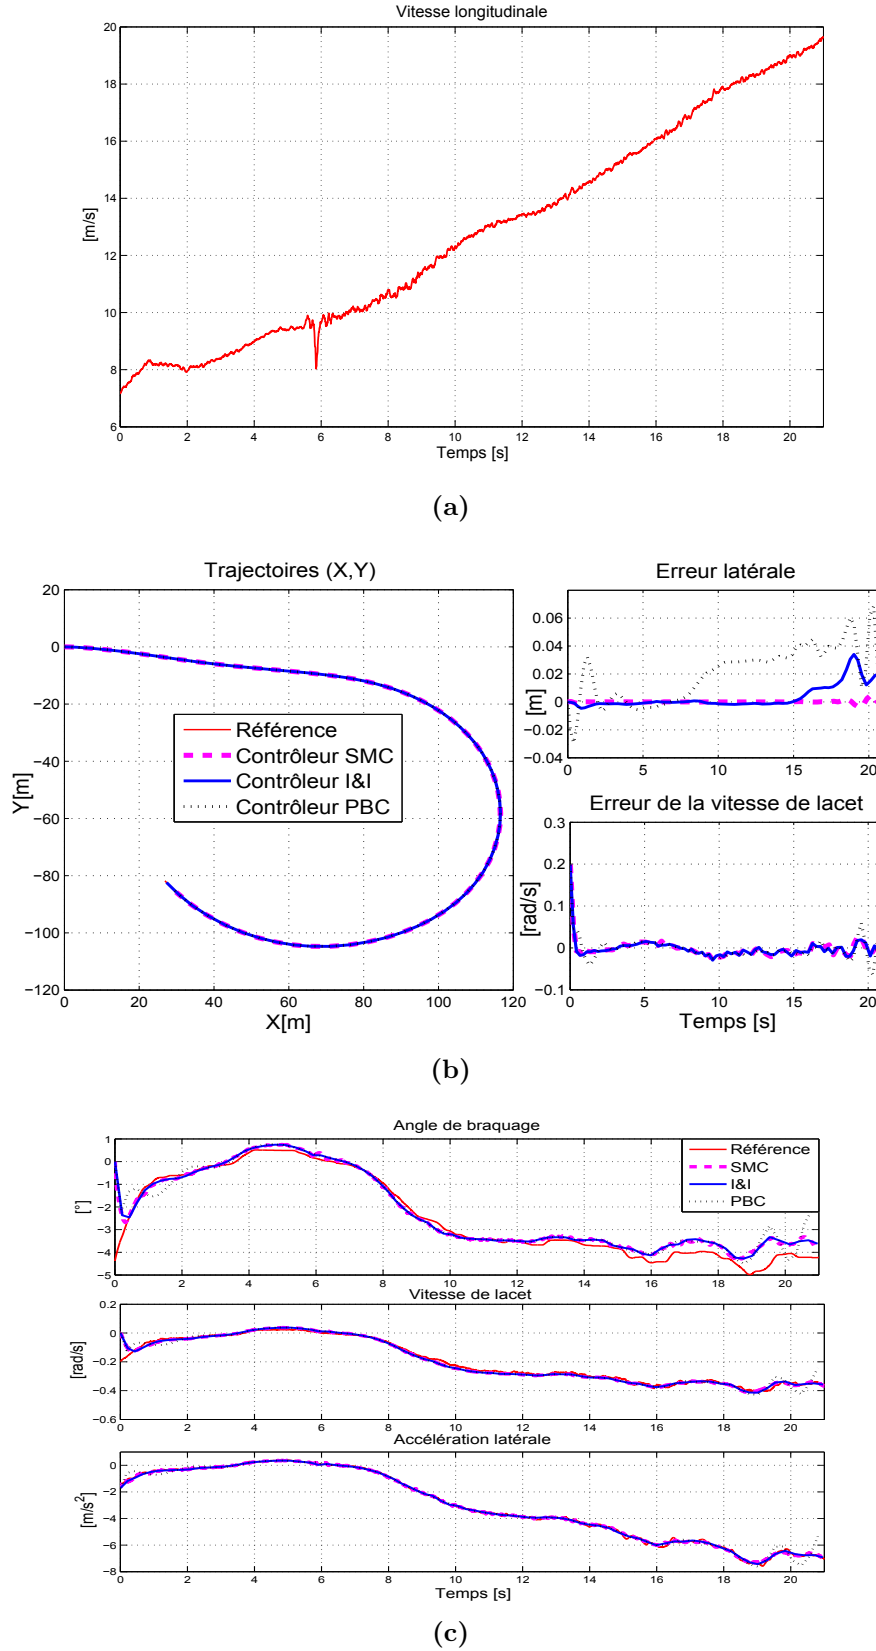 Vitesse longitudinale
20
18
16
14
12
10
8
6
[m/s]
0 2 4 6 8 10 12 14 16 18 20
Temps [s]
(a)
Trajectoires (X,Y)
20
0
−20
−40
−60
−80
−100
−120
Y[m]
Référence
Contrôleur SMC
Contrôleur I&I
Contrôleur PBC
0 20 40 60 80 100 120
X[m]
Erreur latérale
0.06
0.04
0.02
0
−0.02
−0.04
[m]
0 5 10 15 20
Erreur de la vitesse de lacet
0.3
0.2
0.1
0
−0.1
[rad/s]
0 5 10 15 20
Temps [s]
(b)
Angle de braquage
1
0
−1
−2
−3
−4
−5
[°]
Référence
SMC
I&I
PBC
0 2 4 6 8 10 12 14 16 18 20
Vitesse de lacet
0.2
0
−0.2
−0.4
−0.6
[rad/s]
0 2 4 6 8 10 12 14 16 18 20
Accélération latérale
0
−2
−4
−6
−8
[m/s²]
0 2 4 6 8 10 12 14 16 18 20
Temps [s]
(c)